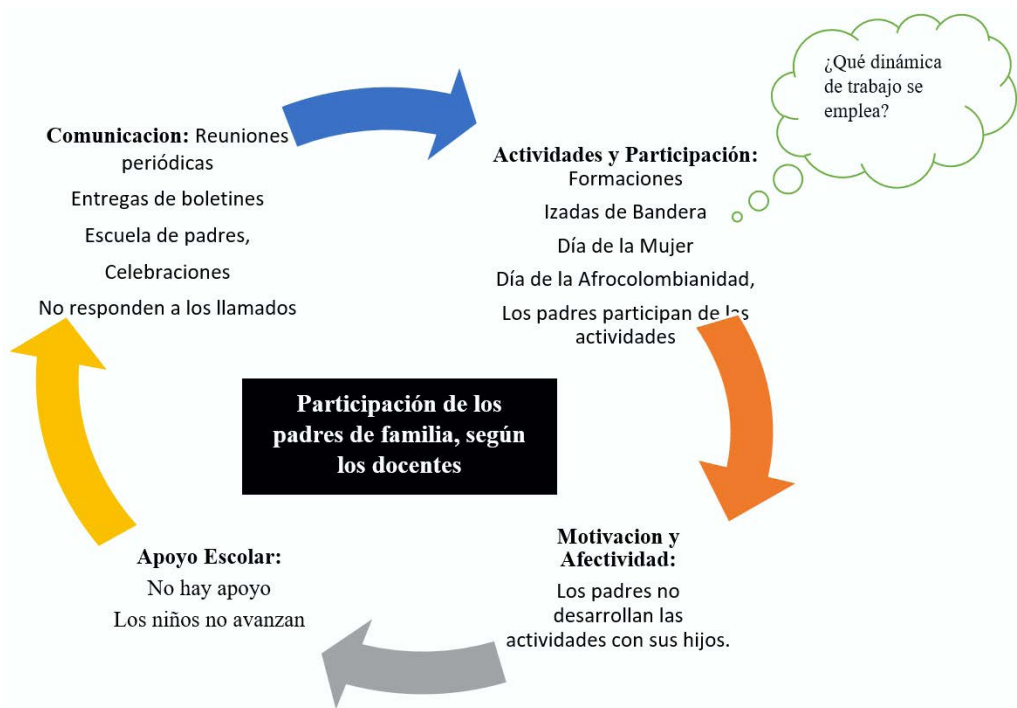 Comunicacion: Reuniones
periódicas
Entregas de boletines
Escuela de padres,
Celebraciones
No responden a los llamados
¿Qué dinámica
de trabajo se
emplea?
Actividades y Participación:
Formaciones
Izadas de Bandera
Día de la Mujer
Día de la Afrocolombianidad,
Los padres participan de las
actividades
Participación de los
padres de familia, según
los docentes
Motivacion y
Afectividad:
Los padres no
desarrollan las
actividades con sus hijos.
Apoyo Escolar:
No hay apoyo
Los niños no avanzan